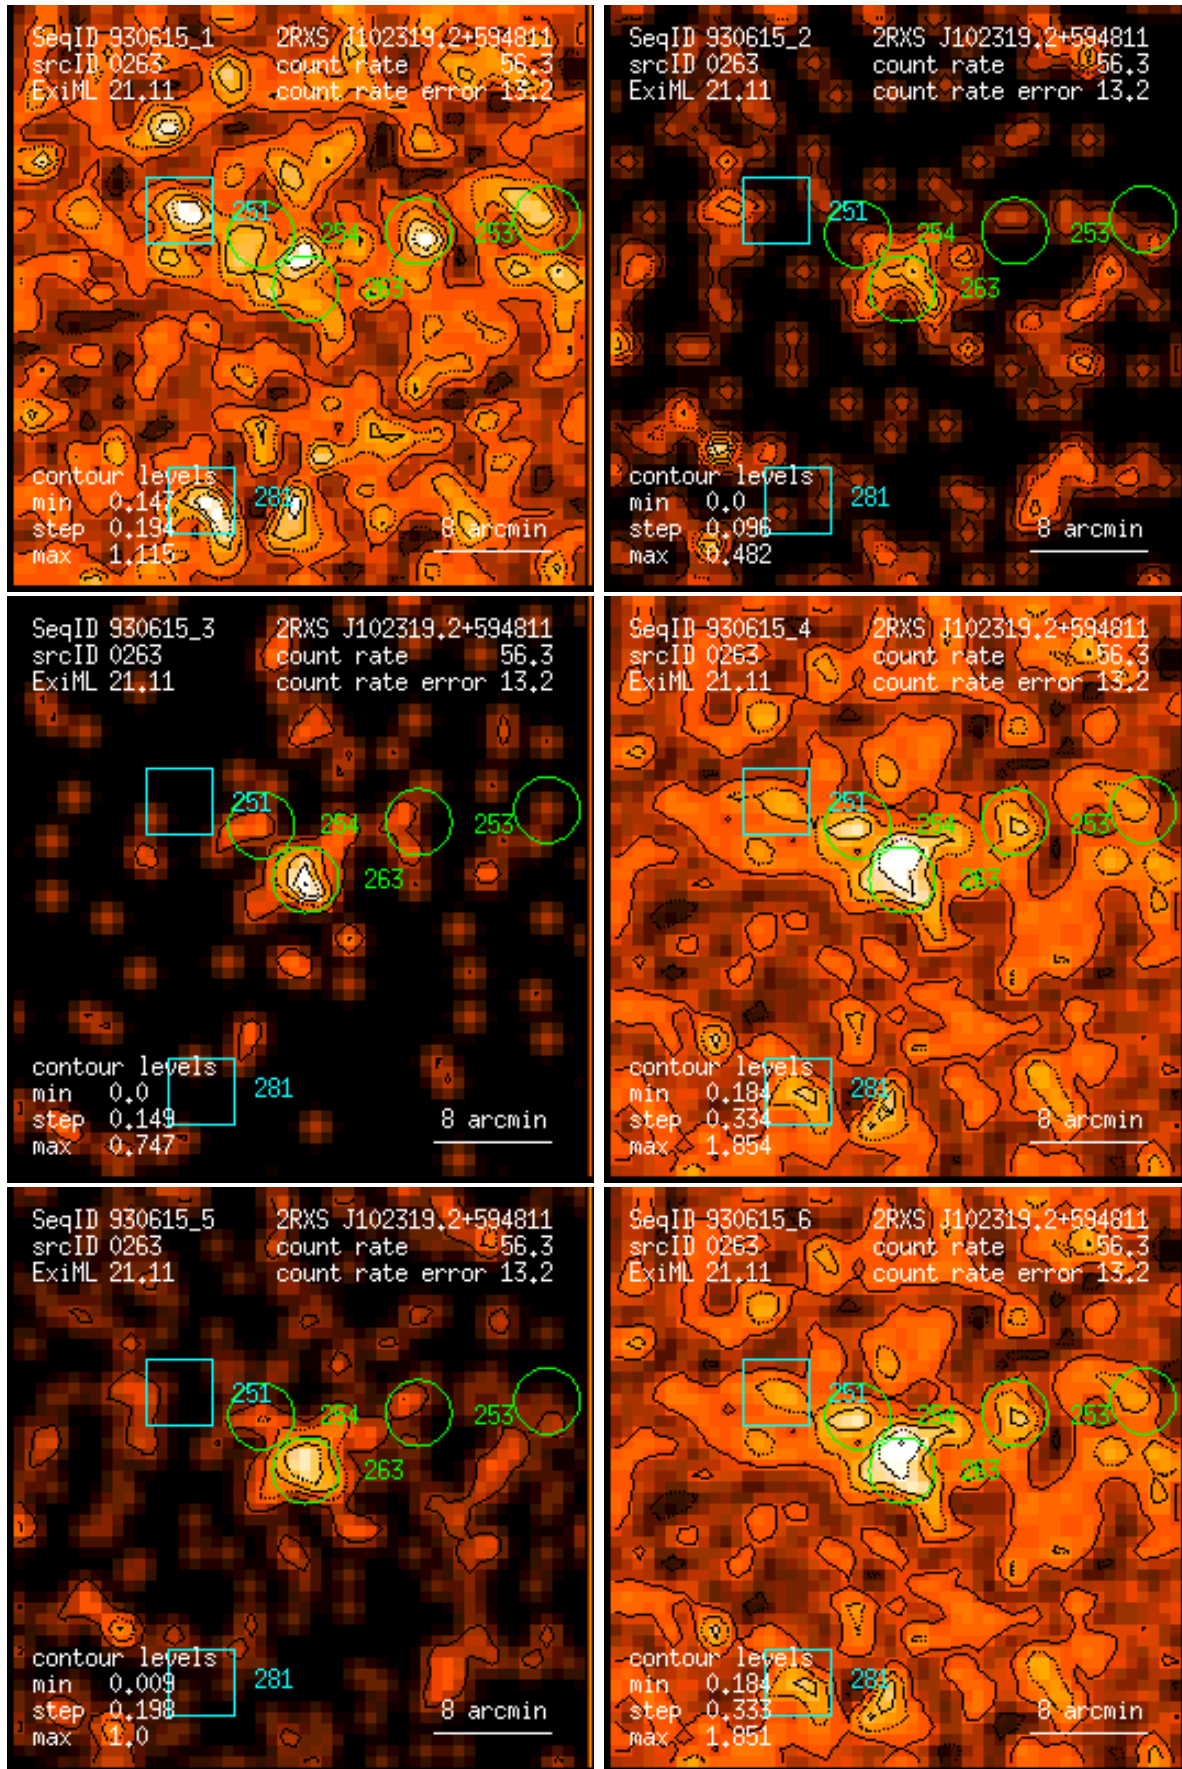 SeqID 930615_1 2RXS J102319.2+594811
srcID 0263 count rate 56.3
ExiML 21.11 count rate error 13.2
251 254 253
263
contour levels
min 0.147
281
step 0.194 8 arcmin
max 1.115
SeqID 930615_2 2RXS J102319.2+594811
srcID 0263 count rate 56.3
ExiML 21.11 count rate error 13.2
251 254 253
263
contour levels
min 0.0
281
step 0.096 8 arcmin
max 0.482
SeqID 930615_3 2RXS J102319.2+594811
srcID 0263 count rate 56.3
ExiML 21.11 count rate error 13.2
251 254 253
263
contour levels
min 0.0
281
step 0.149 8 arcmin
max 0.747
SeqID 930615_4 2RXS J102319.2+594811
srcID 0263 count rate 56.3
ExiML 21.11 count rate error 13.2
251 254 253
263
contour levels
min 0.184
281
step 0.334 8 arcmin
max 1.854
SeqID 930615_5 2RXS J102319.2+594811
srcID 0263 count rate 56.3
ExiML 21.11 count rate error 13.2
251 254 253
263
contour levels
min 0.009
281
step 0.198 8 arcmin
max 1.0
SeqID 930615_6 2RXS J102319.2+594811
srcID 0263 count rate 56.3
ExiML 21.11 count rate error 13.2
251 254 253
263
contour levels
min 0.184
281
step 0.333 8 arcmin
max 1.851